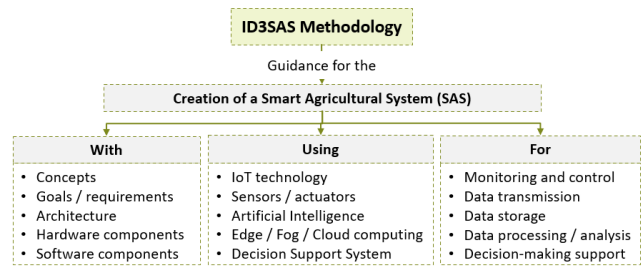 ID3SAS Methodology
Guidance for the
Creation of a Smart Agricultural System (SAS)
With
• Concepts
• Goals / requirements
• Architecture
• Hardware components
• Software components
Using
• IoT technology
• Sensors / actuators
• Artificial Intelligence
• Edge / Fog / Cloud computing
• Decision Support System
For
• Monitoring and control
• Data transmission
• Data storage
• Data processing / analysis
• Decision-making support